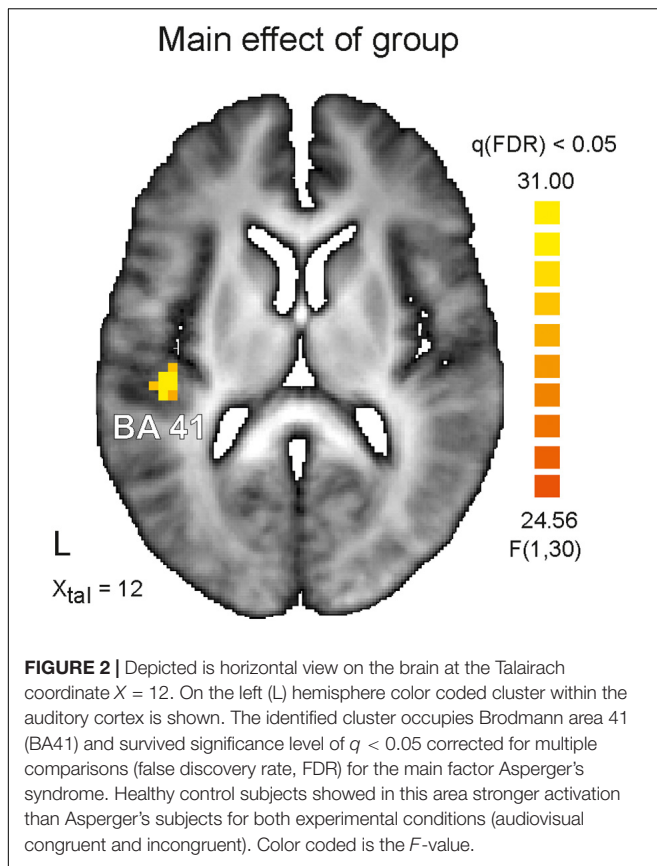 Main effect of group
q(FDR) < 0.05
31.00
BA 41
24.56
F(1,30)
L
Xtal = 12
FIGURE 2 | Depicted is horizontal view on the brain at the Talairach
coordinate X = 12. On the left (L) hemisphere color coded cluster within the
auditory cortex is shown. The identified cluster occupies Brodmann area 41
(BA41) and survived significance level of q < 0.05 corrected for multiple
comparisons (false discovery rate, FDR) for the main factor Asperger's
syndrome. Healthy control subjects showed in this area stronger activation
than Asperger's subjects for both experimental conditions (audiovisual
congruent and incongruent). Color coded is the F-value.